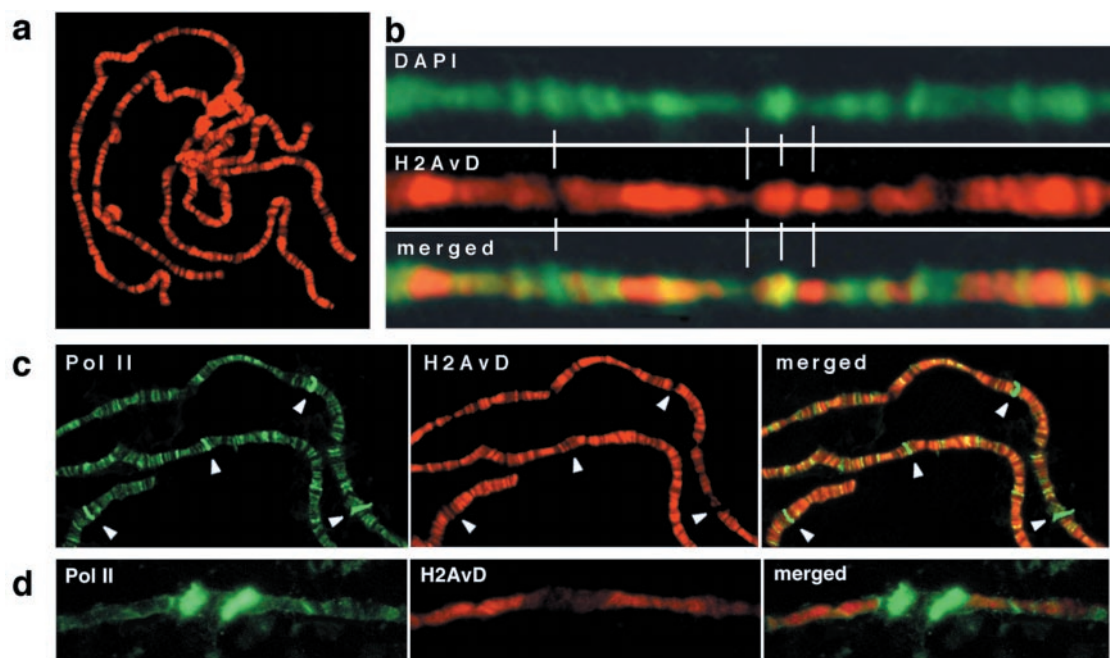 a
b
DAPI
H2AvD
merged
c
Pol II
H2AvD
merged
d
Pol II
H2AvD
merged